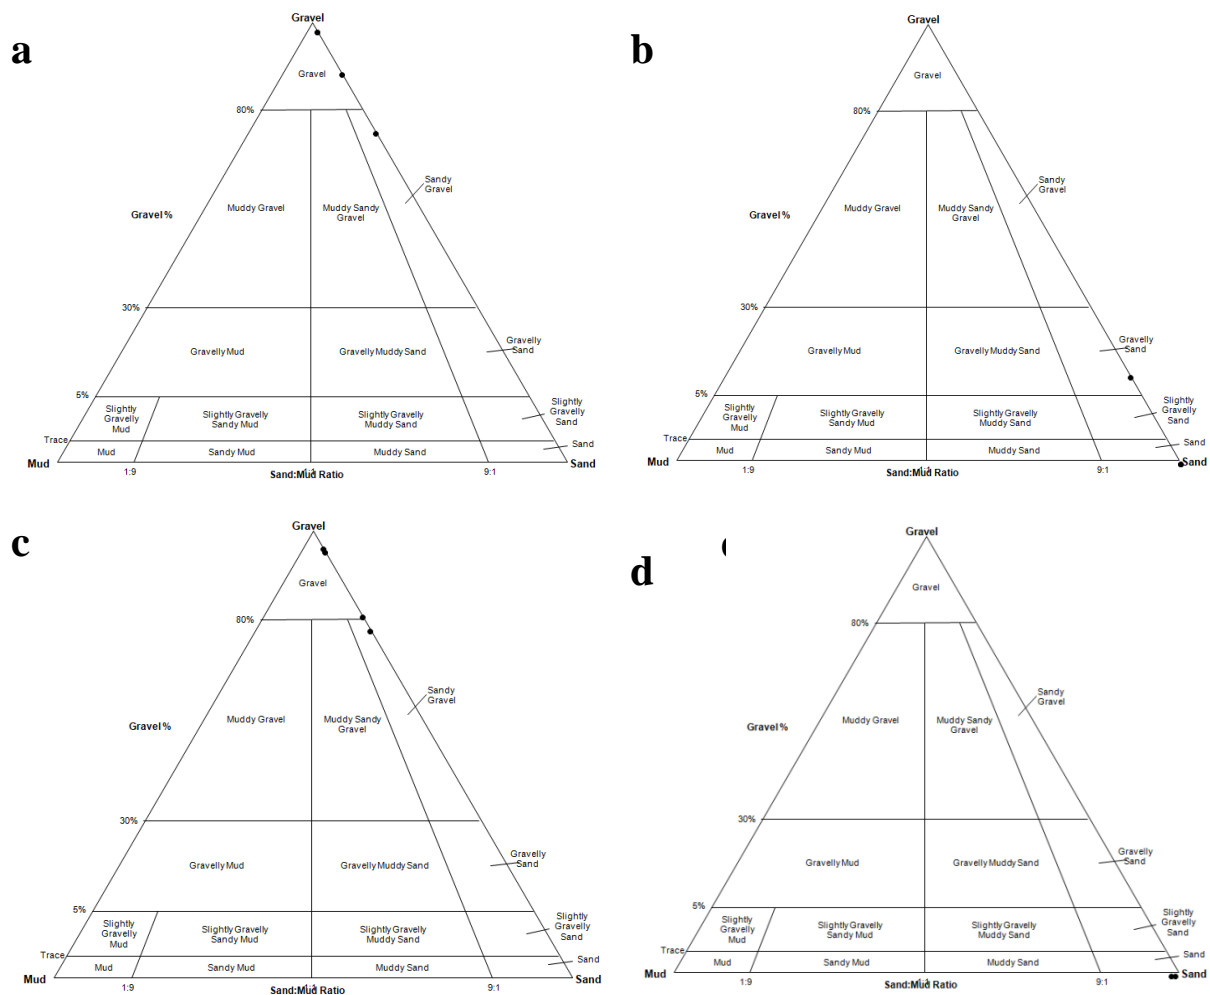 a
Gravel
Gravel
80%
Sandy
Gravel
Gravel %
Muddy Gravel
Muddy Sandy
Gravel
30%
Gravelly Mud
Gravelly Muddy Sand
Gravelly
Sand
5%
Slightly
Gravelly
Mud
Slightly Gravelly
Sandy Mud
Slightly Gravelly
Muddy Sand
Slightly
Gravelly
Sand
Trace
Mud
Sandy Mud
Muddy Sand
Sand
Mud
Sand
1:9
1:1
9:1
Sand:Mud Ratio
b
Gravel
Gravel
80%
Sandy
Gravel
Gravel %
Muddy Gravel
Muddy Sandy
Gravel
30%
Gravelly Mud
Gravelly Muddy Sand
Gravelly
Sand
5%
Slightly
Gravelly
Mud
Slightly Gravelly
Sandy Mud
Slightly Gravelly
Muddy Sand
Slightly
Gravelly
Sand
Trace
Mud
Sandy Mud
Muddy Sand
Sand
Mud
Sand
1:9
1:1
9:1
Sand:Mud Ratio
c
Gravel
Gravel
80%
Sandy
Gravel
Gravel %
Muddy Gravel
Muddy Sandy
Gravel
30%
Gravelly Mud
Gravelly Muddy Sand
Gravelly
Sand
5%
Slightly
Gravelly
Mud
Slightly Gravelly
Sandy Mud
Slightly Gravelly
Muddy Sand
Slightly
Gravelly
Sand
Trace
Mud
Sandy Mud
Muddy Sand
Sand
Mud
Sand
1:9
1:1
9:1
Sand:Mud Ratio
d
Gravel
Gravel
80%
Sandy
Gravel
Gravel %
Muddy Gravel
Muddy Sandy
Gravel
30%
Gravelly Mud
Gravelly Muddy Sand
Gravelly
Sand
5%
Slightly
Gravelly
Mud
Slightly Gravelly
Sandy Mud
Slightly Gravelly
Muddy Sand
Slightly
Gravelly
Sand
Trace
Mud
Sandy Mud
Muddy Sand
Sand
Mud
Sand
1:9
1:1
9:1
Sand:Mud Ratio